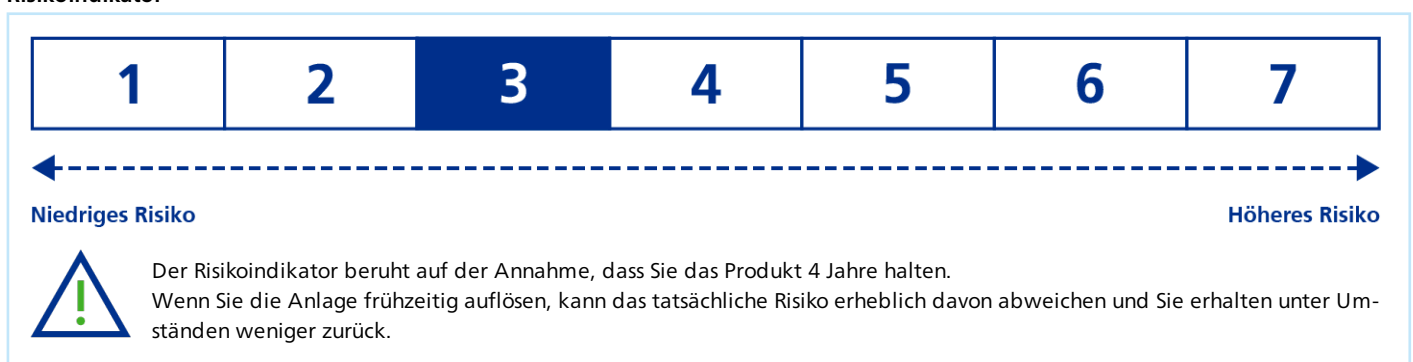 1 2 3 4 5 6 7
Niedriges Risiko Höheres Risiko
Der Risikoindikator beruht auf der Annahme, dass Sie das Produkt 4 Jahre halten.
Wenn Sie die Anlage frühzeitig auflösen, kann das tatsächliche Risiko erheblich davon abweichen und Sie erhalten unter Um-
ständen weniger zurück.